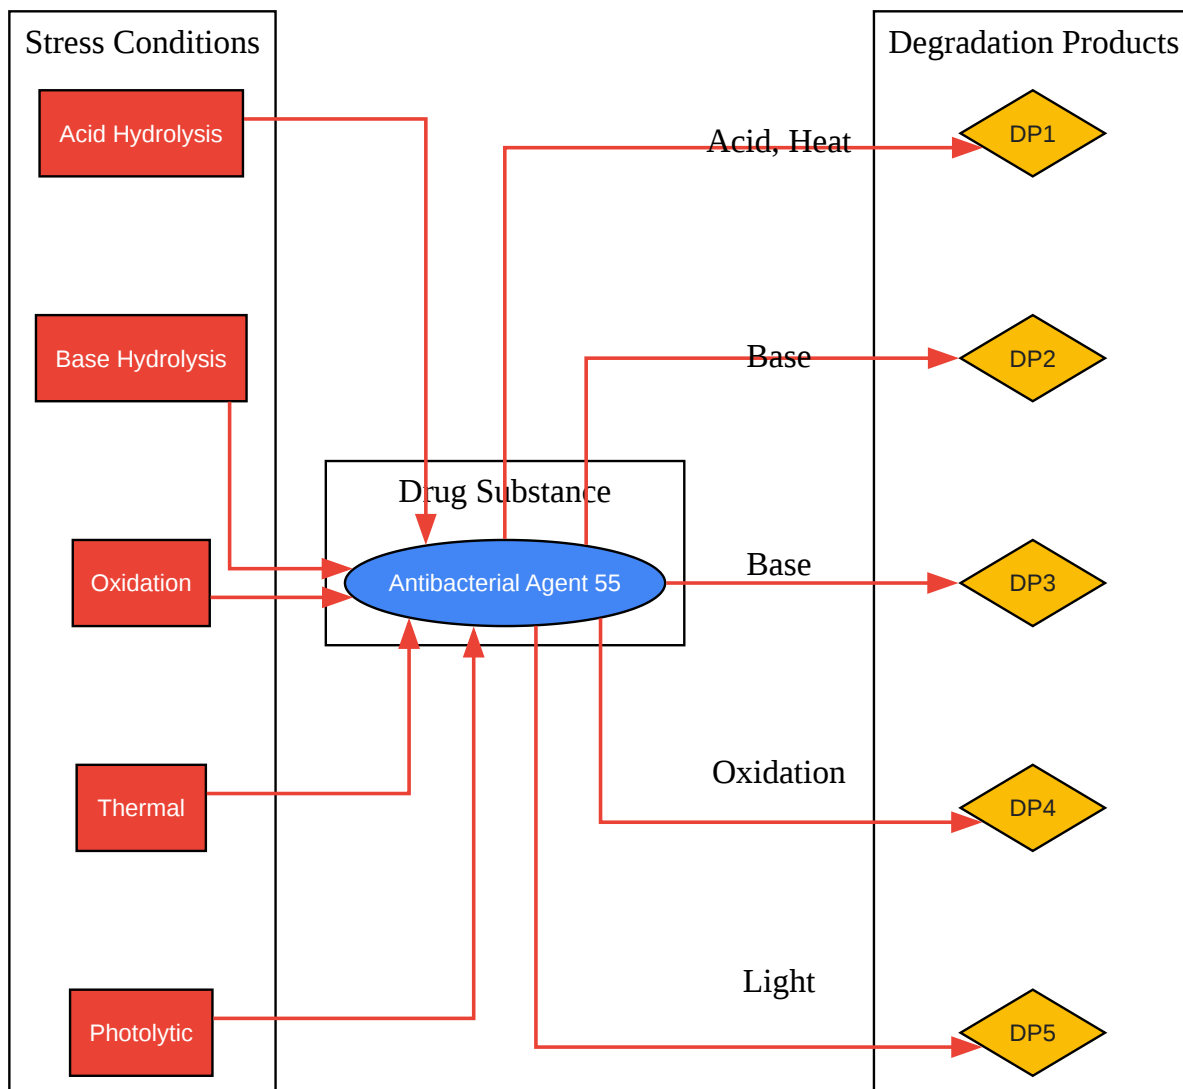 Stress Conditions
Degradation Products
Acid Hydrolysis
Acid, Heat
DP1
Base Hydrolysis
Base
DP2
Drug Substance
Oxidation
Antibacterial Agent 55
Base
DP3
Thermal
Oxidation
DP4
Photolytic
Light
DP5